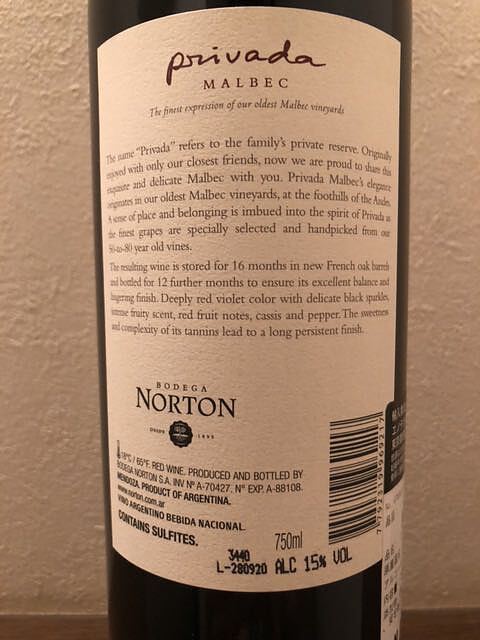 privada
MALBEC
The finest expression of our oldest Malbec vineyards
The name "Privada" refers to the family's private reserve. Originally
enjoyed with only our closest friends, now we are proud to share this
exquisite and delicate Malbec with you. Privada Malbec's elegance
originates in our oldest Malbec vineyards, at the foothills of the Andes.
A sense of place and belonging is imbued into the spirit of Privada as
the finest grapes are specially selected and handpicked from our
50-to-80 year old vines.
The resulting wine is stored for 16 months in new French oak barrels
and bottled for 12 further months to ensure its excellent balance and
lingering finish. Deeply red violet color with delicate black sparkles,
intense fruity scent, red fruit notes, cassis and pepper. The sweetness
and complexity of its tannins lead to a long persistent finish.
BODEGA
NORTON
DESDE 1895
18°C / 65°F. RED WINE. PRODUCED AND BOTTLED BY
BODEGA NORTON S.A. INV Nº A-70427. Nº EXP. A-88108.
MENDOZA. PRODUCT OF ARGENTINA.
www.norton.com.ar
VINO ARGENTINO BEBIDA NACIONAL.
CONTAINS SULFITES.
750ml
3440
L-280920 ALC 15% VOL
7 792319 969217